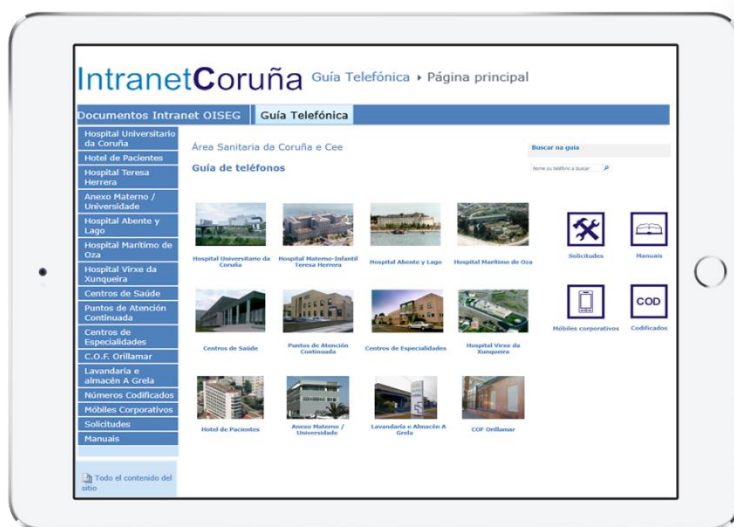 IntranetCoruña Guía Telefónica ▸ Página principal
Documentos Intranet OISEG
Guía Telefónica
Hospital Universitario
da Coruña
Hotel de Pacientes
Hospital Teresa
Herrera
Anexo Materno /
Universidade
Hospital Abente y
Lago
Hospital Marítimo de
Oza
Hospital Virxe da
Xunqueira
Centros de Saúde
Puntos de Atención
Continuada
Centros de
Especialidades
C.O.F. Orillamar
Lavandaría e
almacén A Grela
Números Codificados
Móbiles Corporativos
Solicitudes
Manuais
Todo el contenido del
sitio
Área Sanitaria da Coruña e Cee
Guía de teléfonos
Buscar na guía
Nome ou teléfono a buscar
Hospital Universitario da
Coruña
Hospital Materno-Infantil
Teresa Herrera
Hospital Abente y Lago
Hospital Marítimo de Oza
Centros de Saúde
Puntos de Atención
Continuada
Centros de Especialidades
Hospital Virxe da
Xunqueira
Hotel de Pacientes
Anexo Materno /
Universidade
Lavandaría e Almacén A
Grela
COF Orillamar
Solicitudes
Manuais
COD
Móbiles corporativos
Codificados